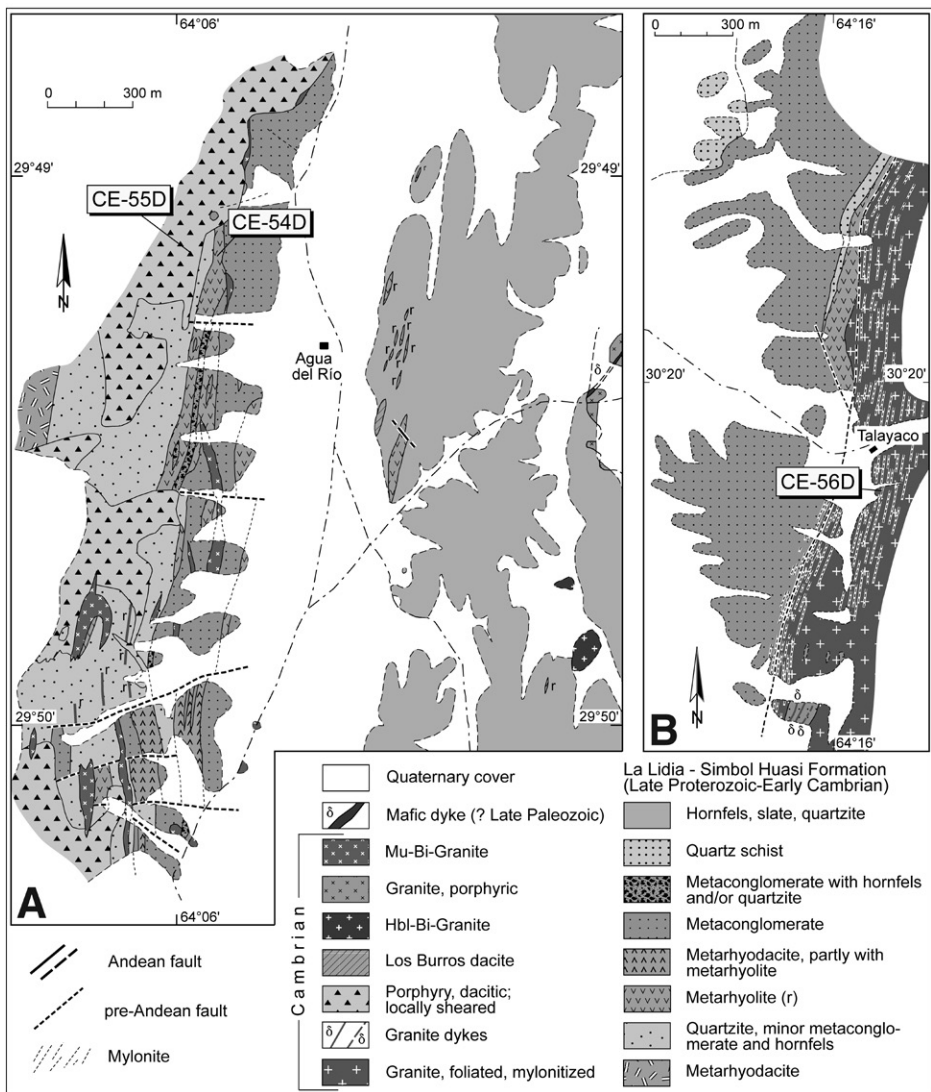 64°06'
0 300 m
29°49'
CE-55D
CE-54D
N
Agua
del Río
r
r
r
r
r
r
r
δ
r
r
r
r
r
29°50'
A
64°06'
B
0 300 m
64°16'
30°20'
30°20'
Talayaco
CE-56D
N
δ
δ
δ
64°16'
29°49'
29°50'
Andean fault
pre-Andean fault
Mylonite
Quaternary cover
δ Mafic dyke (? Late Paleozoic)
Cambrian
Mu-Bi-Granite
Granite, porphyric
Hbl-Bi-Granite
Los Burros dacite
Porphyry, dacitic;
locally sheared
δ δ Granite dykes
Granite, foliated, mylonitized
La Lidia - Simbol Huasi Formation
(Late Proterozoic-Early Cambrian)
Hornfels, slate, quartzite
Quartz schist
Metaconglomerate with hornfels
and/or quartzite
Metaconglomerate
Metarhyodacite, partly with
metarhyolite
Metarhyolite (r)
Quartzite, minor metaconglo-
merate and hornfels
Metarhyodacite